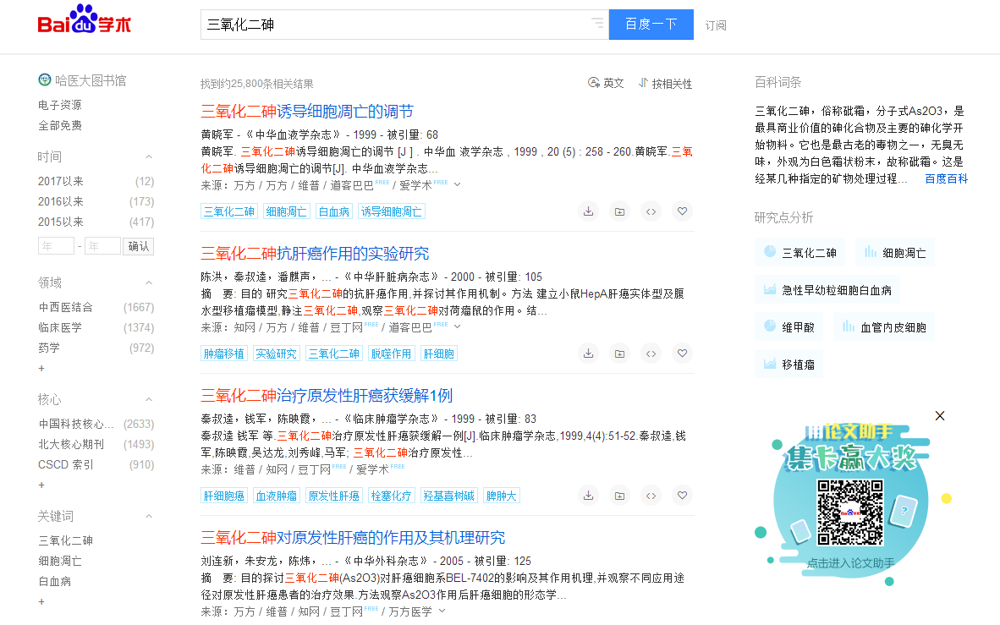 Bai du 学术
三氧化二砷
百度一下
订阅
哈医大图书馆
电子资源
全部免费
时间
2017以来 (12)
2016以来 (173)
2015以来 (417)
年 - 年 确认
领域
中西医结合 (1667)
临床医学 (1374)
药学 (972)
+
核心
中国科技核心... (2633)
北大核心期刊 (1493)
CSCD 索引 (910)
+
关键词
三氧化二砷
细胞凋亡
白血病
+
找到约25,800条相关结果
英文 按相关性
三氧化二砷诱导细胞凋亡的调节
黄晓军 - 《中华血液学杂志》 - 1999 - 被引量: 68
黄晓军. 三氧化二砷诱导细胞凋亡的调节 [J ] . 中华血 液学杂志 , 1999 , 20 (5) : 258 - 260.黄晓军.三氧
化二砷诱导细胞凋亡的调节[J]. 中华血液学杂志...
来源: 万方 / 万方 / 维普 / 道客巴巴FREE / 爱学术FREE
三氧化二砷 细胞凋亡 白血病 诱导细胞凋亡
三氧化二砷抗肝癌作用的实验研究
陈洪, 秦叔逵, 潘麒声, ... - 《中华肝脏病杂志》 - 2000 - 被引量: 105
摘 要: 目的 研究三氧化二砷的抗肝癌作用,并探讨其作用机制。方法 建立小鼠HepA肝癌实体型及腹
水型移植瘤模型,静注三氧化二砷,观察三氧化二砷对荷瘤鼠的作用。结...
来源: 知网 / 万方 / 维普 / 豆丁网FREE / 道客巴巴FREE
肿瘤移植 实验研究 三氧化二砷 脱噬作用 肝细胞
三氧化二砷治疗原发性肝癌获缓解1例
秦叔逵, 钱军, 陈映霞, ... - 《临床肿瘤学杂志》 - 1999 - 被引量: 83
秦叔逵 钱军 等.三氧化二砷治疗原发性肝癌获缓解一例[J].临床肿瘤学杂志,1999,4(4):51-52.秦叔逵,钱
军,陈映霞,吴达龙,刘秀峰,马军; 三氧化二砷治疗原发性...
来源: 维普 / 知网 / 豆丁网FREE / 爱学术FREE
肝细胞癌 血液肿瘤 原发性肝癌 栓塞化疗 羟基喜树碱 脾肿大
三氧化二砷对原发性肝癌的作用及其机理研究
刘连新, 朱安龙, 陈炜, ... - 《中华外科杂志》 - 2005 - 被引量: 125
摘 要: 目的探讨三氧化二砷(As2O3)对肝癌细胞系BEL-7402的影响及其作用机理,并观察不同应用途
径对原发性肝癌患者的治疗效果.方法观察As2O3作用后肝癌细胞的形态学...
来源: 万方 / 维普 / 知网 / 豆丁网FREE / 万方医学
百科词条
三氧化二砷，俗称砒霜，分子式As2O3，是
最具商业价值的砷化合物及主要的砷化学开
始物料。它也是最古老的毒物之一，无臭无
味，外观为白色霜状粉末，故称砒霜。这是
经某几种指定的矿物处理过程... 百度百科
研究点分析
三氧化二砷 细胞凋亡
急性早幼粒细胞白血病
维甲酸 血管内皮细胞
移植瘤
用论文助手
集卡赢大奖
点击进入论文助手